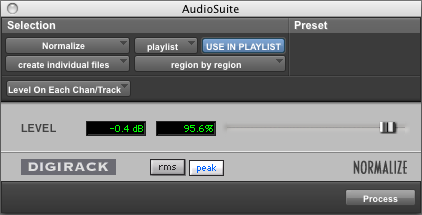 AudioSuite
Selection
Preset
Normalize
playlist
USE IN PLAYLIST
create individual files
region by region
Level On Each Chan/Track
LEVEL
-0.4 dB
95.6%
DIGIRACK
rms
peak
NORMALIZE
Process